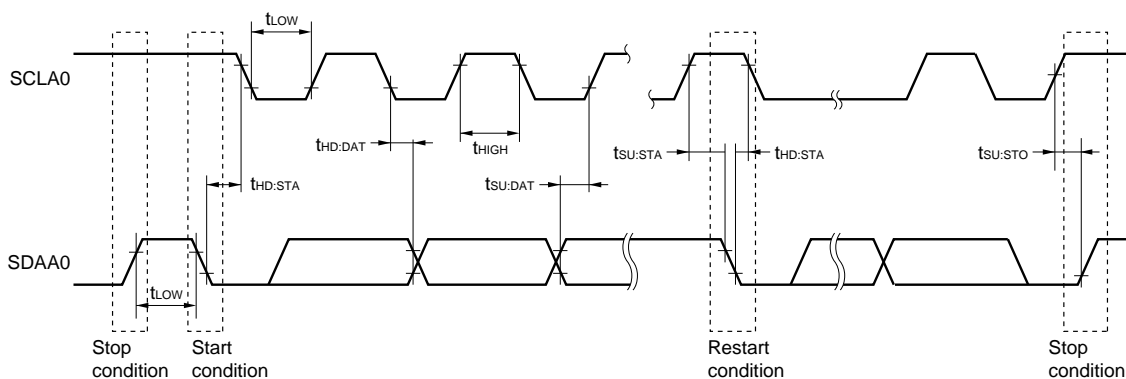 tLOW
SCLA0
tHD:DAT
tHIGH
tSU:STA
tHD:STA
tSU:STO
tHD:STA
tSU:DAT
SDAA0
tLOW
Stop
condition
Start
condition
Restart
condition
Stop
condition